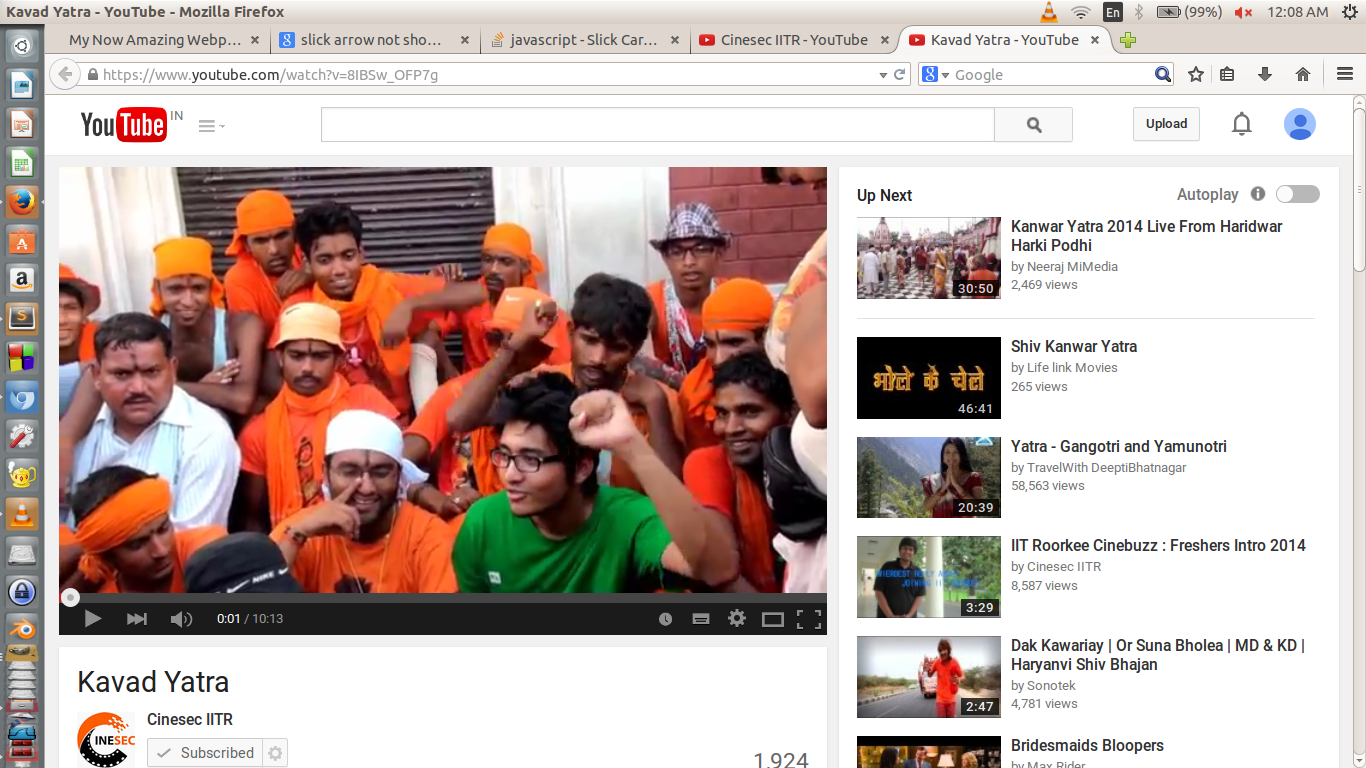 Kavad Yatra - YouTube - Mozilla Firefox
En
(99%)
12:08 AM
My Now Amazing Webp...
slick arrow not sho...
javascript - Slick Car...
Cinesec IITR - YouTube
Kavad Yatra - YouTube
https://www.youtube.com/watch?v=8IBSw_OFP7g
Google
YouTube IN
Upload
NIKE
0:01 / 10:13
Kavad Yatra
CINESEC
Cinesec IITR
Subscribed
1,924
Up Next
Autoplay
30:50
Kanwar Yatra 2014 Live From Haridwar
Harki Podhi
by Neeraj MiMedia
2,469 views
भोले के चेले
46:41
Shiv Kanwar Yatra
by Life link Movies
265 views
20:39
Yatra - Gangotri and Yamunotri
by TravelWith DeeptiBhatnagar
58,563 views
3:29
IIT Roorkee Cinebuzz : Freshers Intro 2014
by Cinesec IITR
8,587 views
2:47
Dak Kawariay | Or Suna Bholea | MD & KD |
Haryanvi Shiv Bhajan
by Sonotek
4,781 views
Bridesmaids Bloopers
by Max Rider